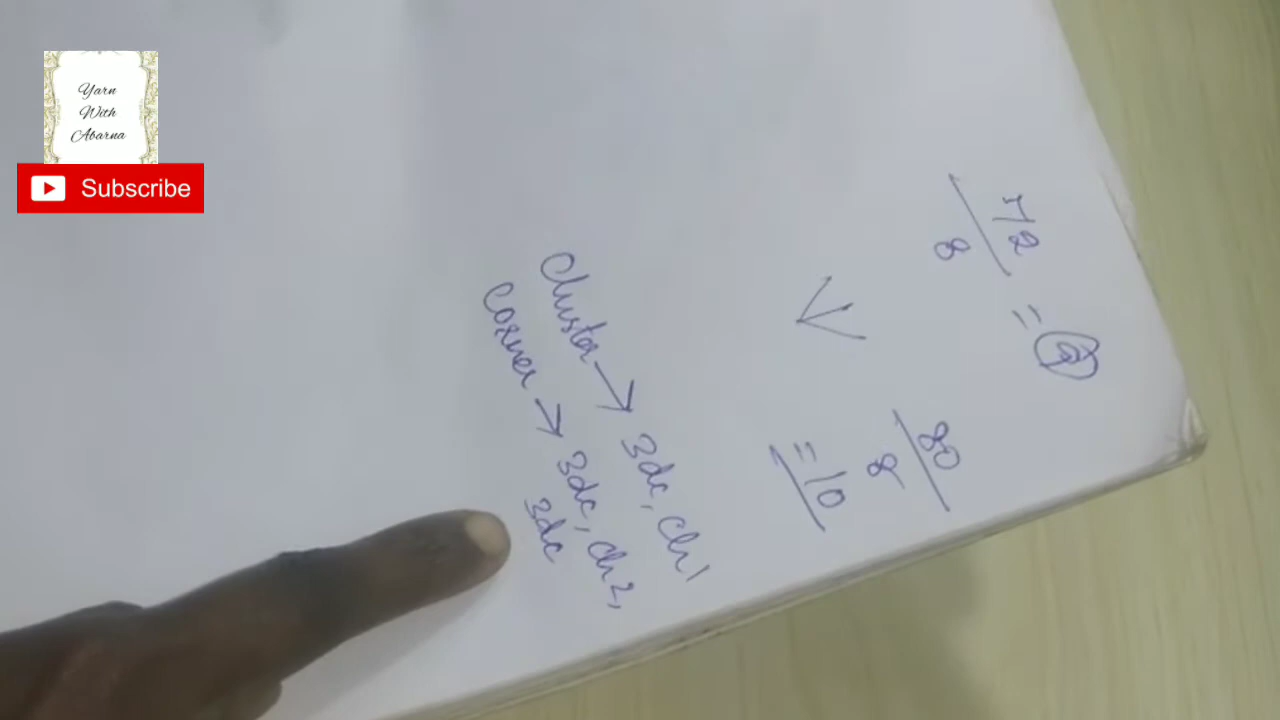 Yarn
With
Abarna
Subscribe
72
8
= 9
80
8
= 10
Cluster → 3dc, ch1
Corner → 3dc, ch2,
3dc